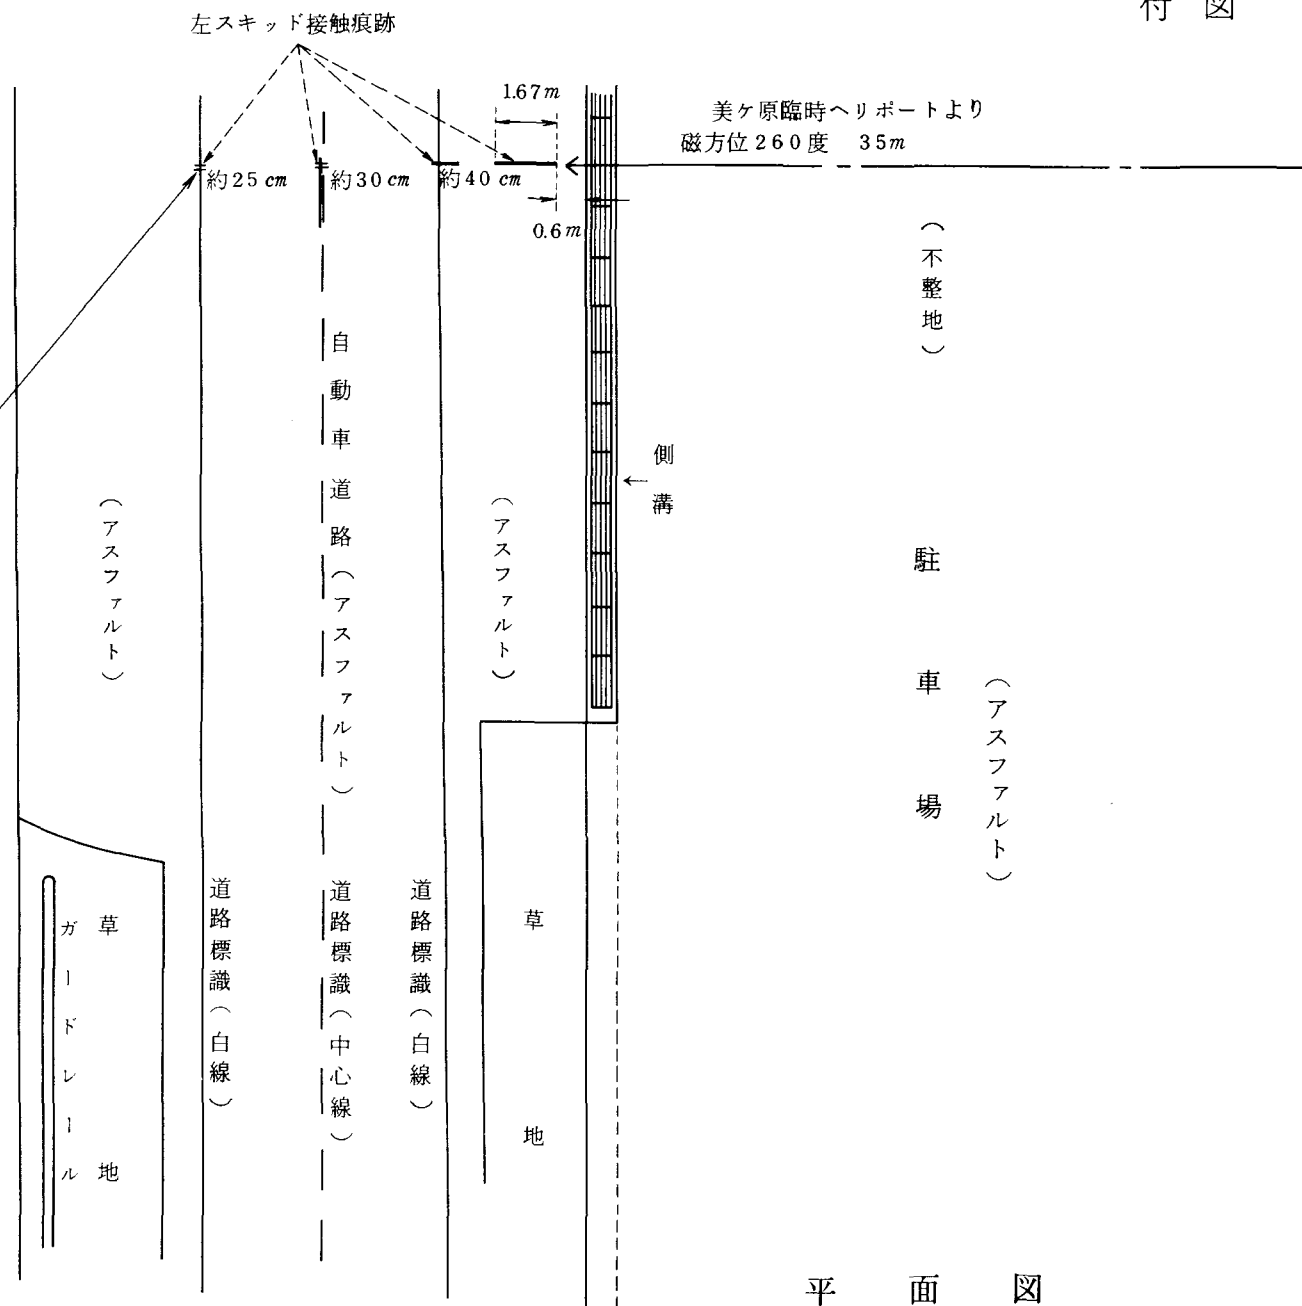 付図
左スキッド接触痕跡
1.67m
美ケ原臨時ヘリポートより
磁方位260度 35m
約25cm
約30cm
約40cm
0.6m
(不整地)
自動車道路(アスファルト)
側溝
(アスファルト)
(アスファルト)
駐車場
(アスファルト)
道路標識(白線)
道路標識(中心線)
道路標識(白線)
草地
ガードレール
草地
平面図